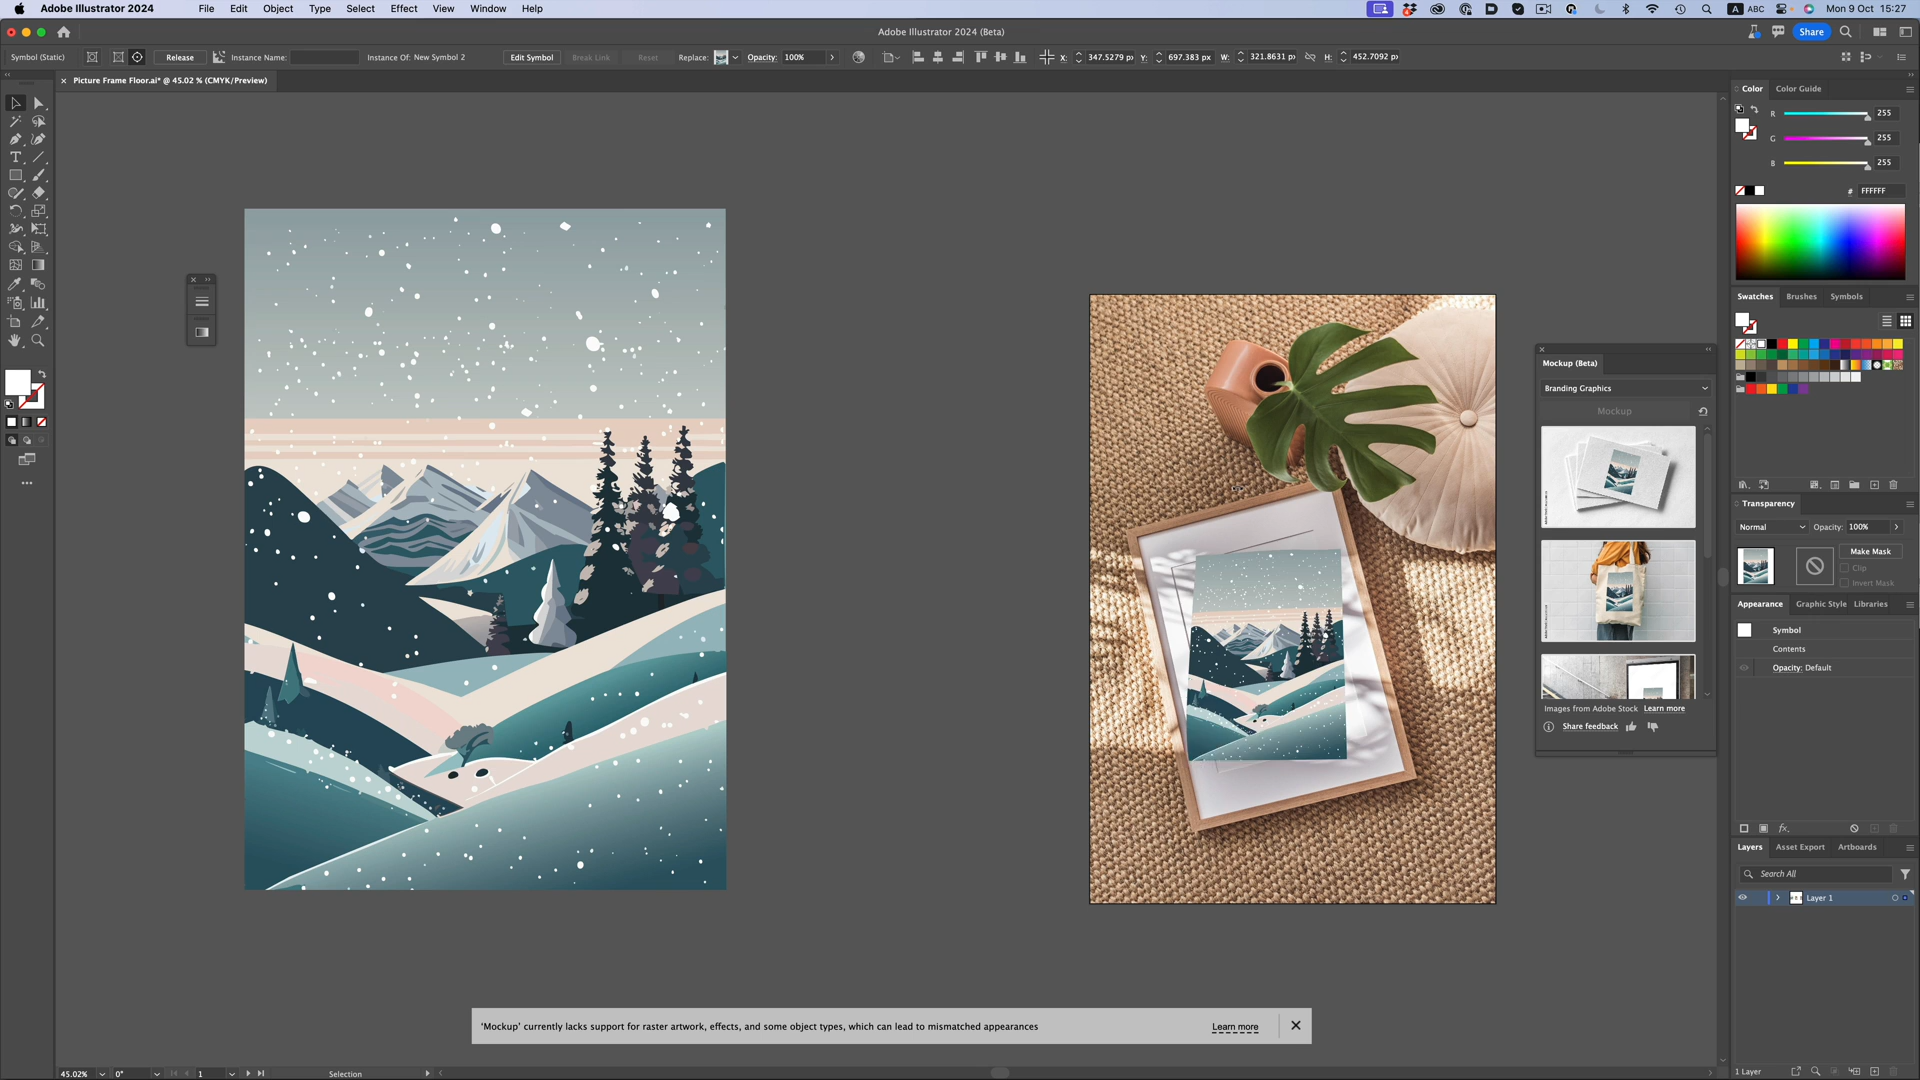 Adobe Illustrator 2024 File Edit Object Type Select Effect View Window Help A ABC Mon 9 Oct 15:27
Adobe Illustrator 2024 (Beta) Share
Symbol (Static) Release Instance Name: Instance Of: New Symbol 2 Edit Symbol Break Link Reset Replace: Opacity: 100% X: 347.5279 px Y: 697.383 px W: 321.8631 px H: 452.7092 px
Picture Frame Floor.ai* @ 45.02 % (CMYK/Preview)
Color Color Guide
R 255
G 255
B 255
# FFFFFF
Swatches Brushes Symbols
Mockup (Beta)
Branding Graphics
Mockup
Images from Adobe Stock Learn more
Share feedback
Transparency
Normal Opacity: 100%
Make Mask
Clip
Invert Mask
Appearance Graphic Style Libraries
Symbol
Contents
Opacity: Default
fx.
Layers Asset Export Artboards
Search All
Layer 1
'Mockup' currently lacks support for raster artwork, effects, and some object types, which can lead to mismatched appearances Learn more
45.02% 0° 1 Selection
1 Layer